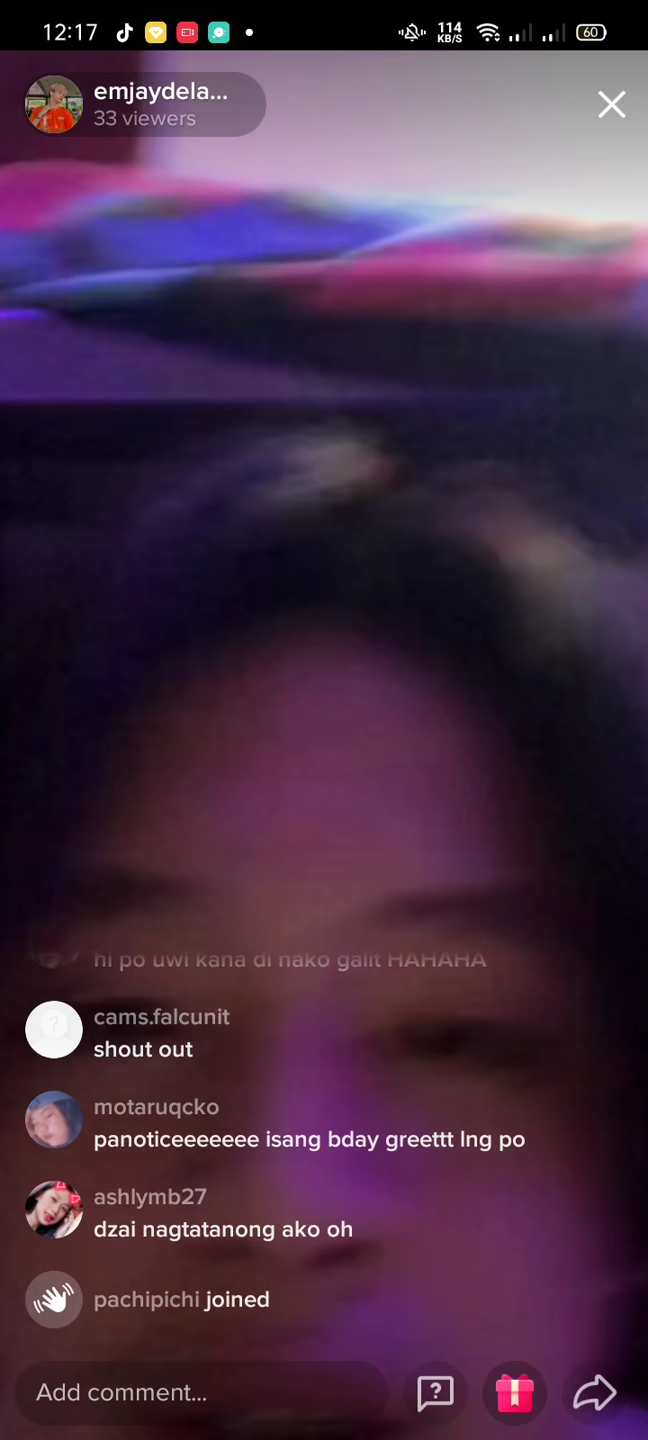 12:17
114
KB/S
60
emjaydela...
33 viewers
hi po uwi kana di nako galit HAHAHA
cams.falcunit
shout out
motaruqcko
panoticeeeeeee isang bday greettt lng po
ashlymb27
dzai nagtatanong ako oh
pachipichi joined
Add comment...